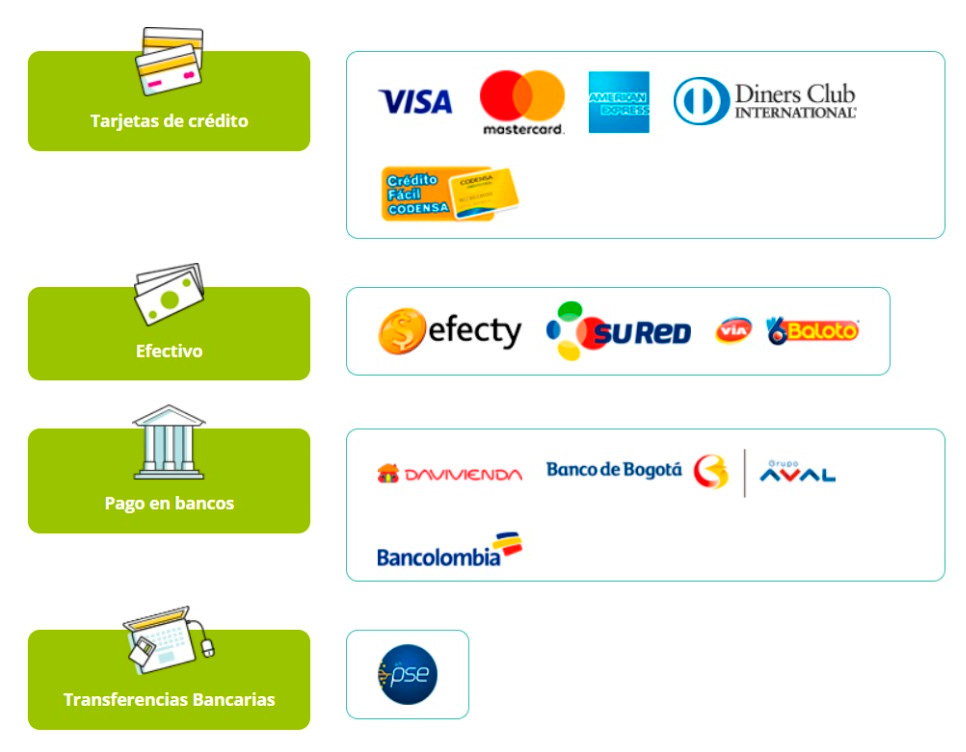 Tarjetas de crédito
VISA
mastercard.
AMERICAN
EXPRESS
Diners Club
INTERNATIONAL
Crédito
Fácil
CODENSA
CODENSA
Efectivo
efecty
SURED
VIA
Baloto
Pago en bancos
DAVIVIENDA
Banco de Bogotá
Grupo
AVAL
Bancolombia
Transferencias Bancarias
pse